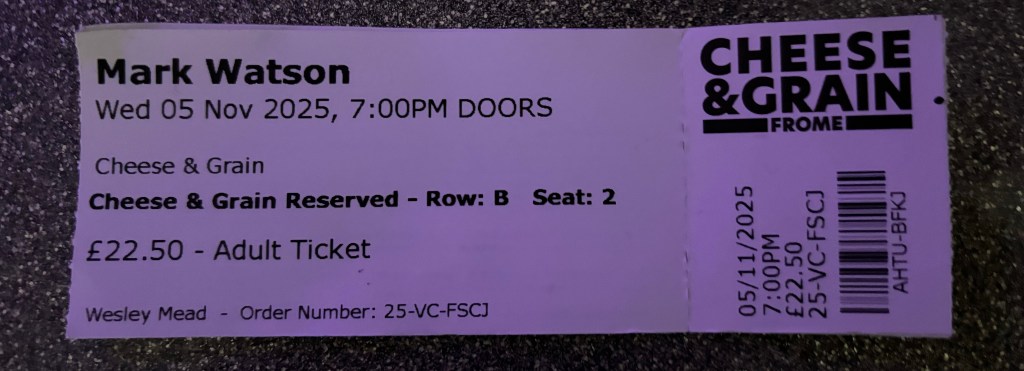 Mark Watson
Wed 05 Nov 2025, 7:00PM DOORS
Cheese & Grain
Cheese & Grain Reserved - Row: B Seat: 2
£22.50 - Adult Ticket
Wesley Mead - Order Number: 25-VC-FSCJ
CHEESE
&GRAIN
FROME
05/11/2025
7:00PM
£22.50
25-VC-FSCJ
AHTU-BFKJ